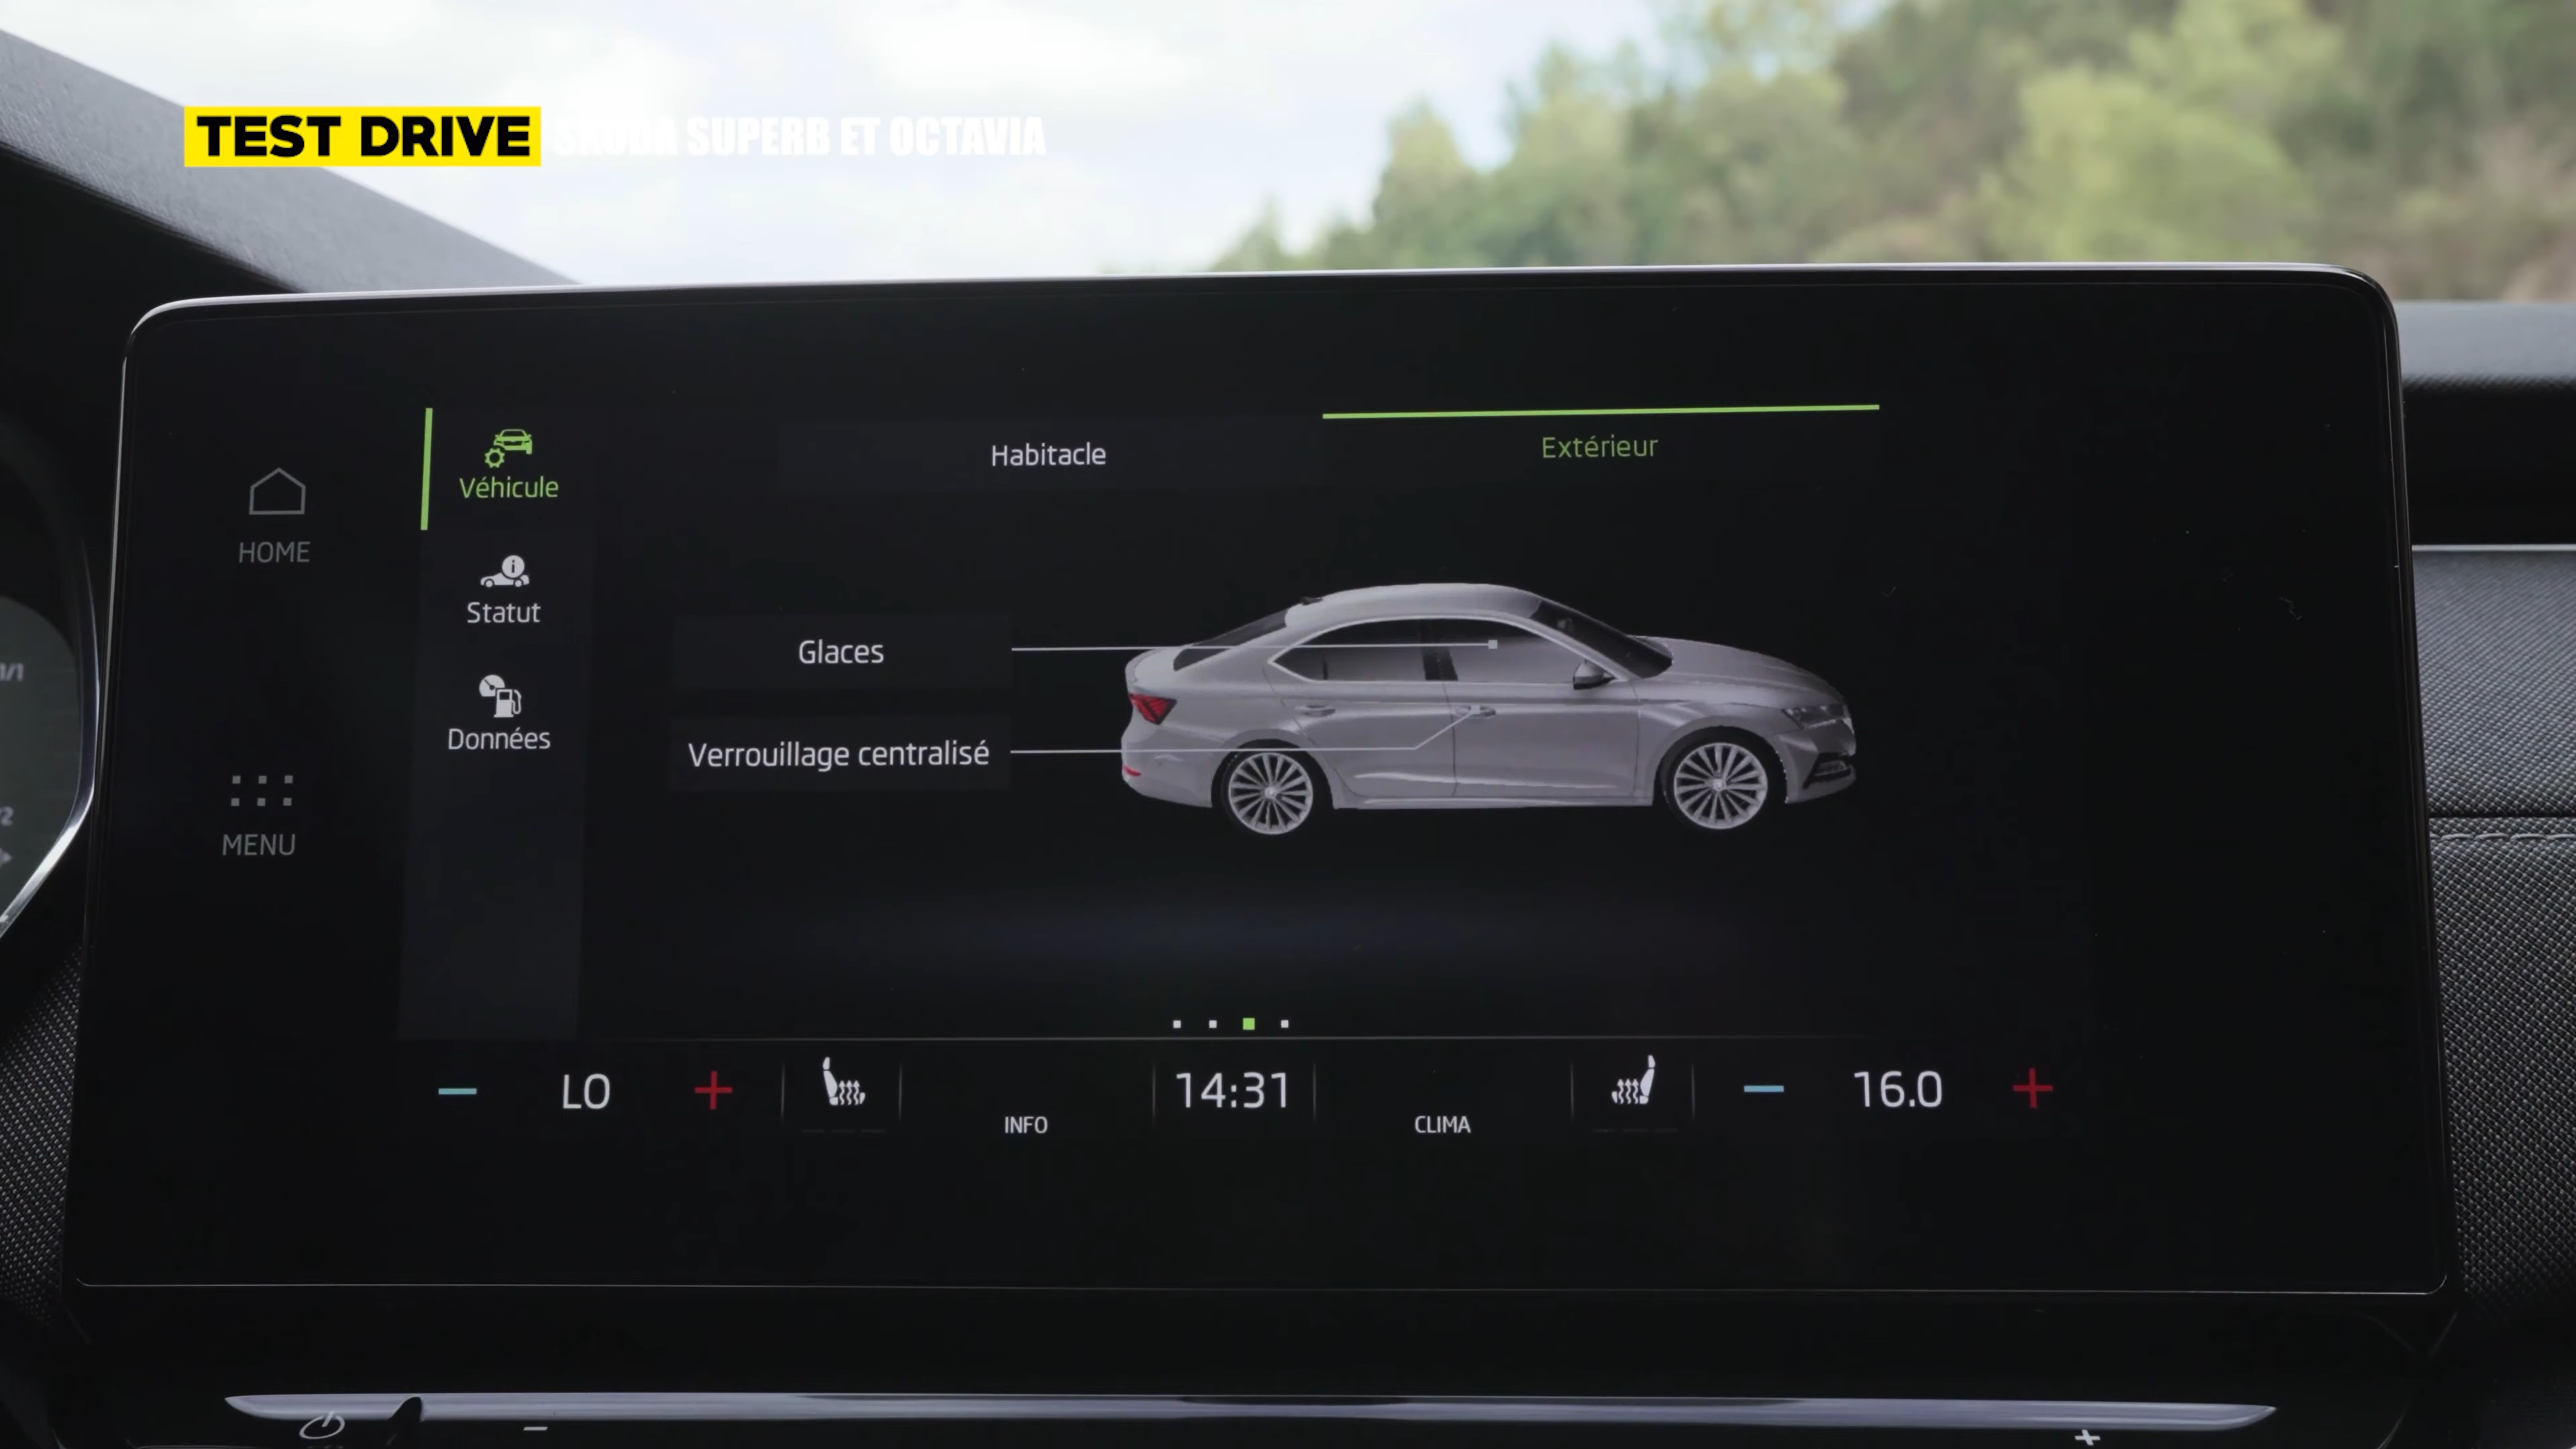 TEST DRIVE SKODA SUPERB ET OCTAVIA
Habitacle
Extérieur
Véhicule
HOME
Statut
Glaces
Données
Verrouillage centralisé
MENU
− LO +
INFO
14:31
CLIMA
− 16.0 +
− +